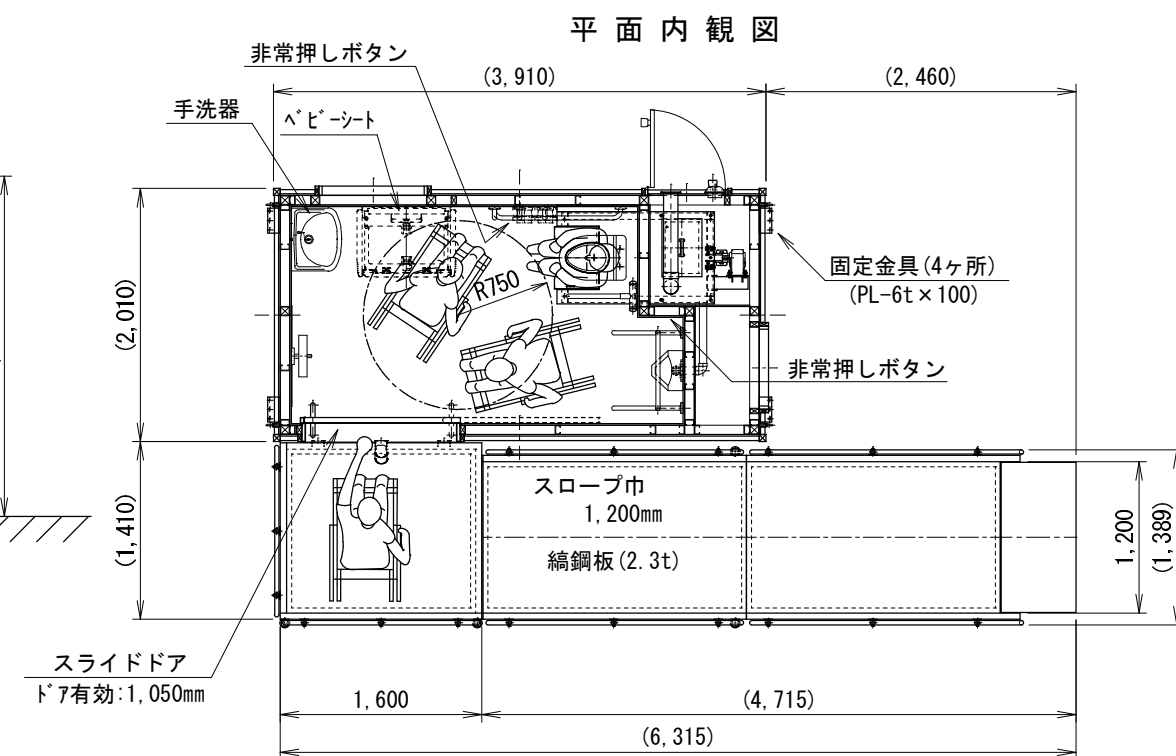 平面内観図
非常押しボタン
(3,910)
(2,460)
手洗器
ベビーシート
固定金具(4ヶ所)
(PL-6t×100)
R750
(2,010)
非常押しボタン
スロープ巾
1,200mm
縞鋼板(2.3t)
(1,410)
1,200
(1,389)
スライドドア
ドア有効:1,050mm
1,600
(4,715)
(6,315)